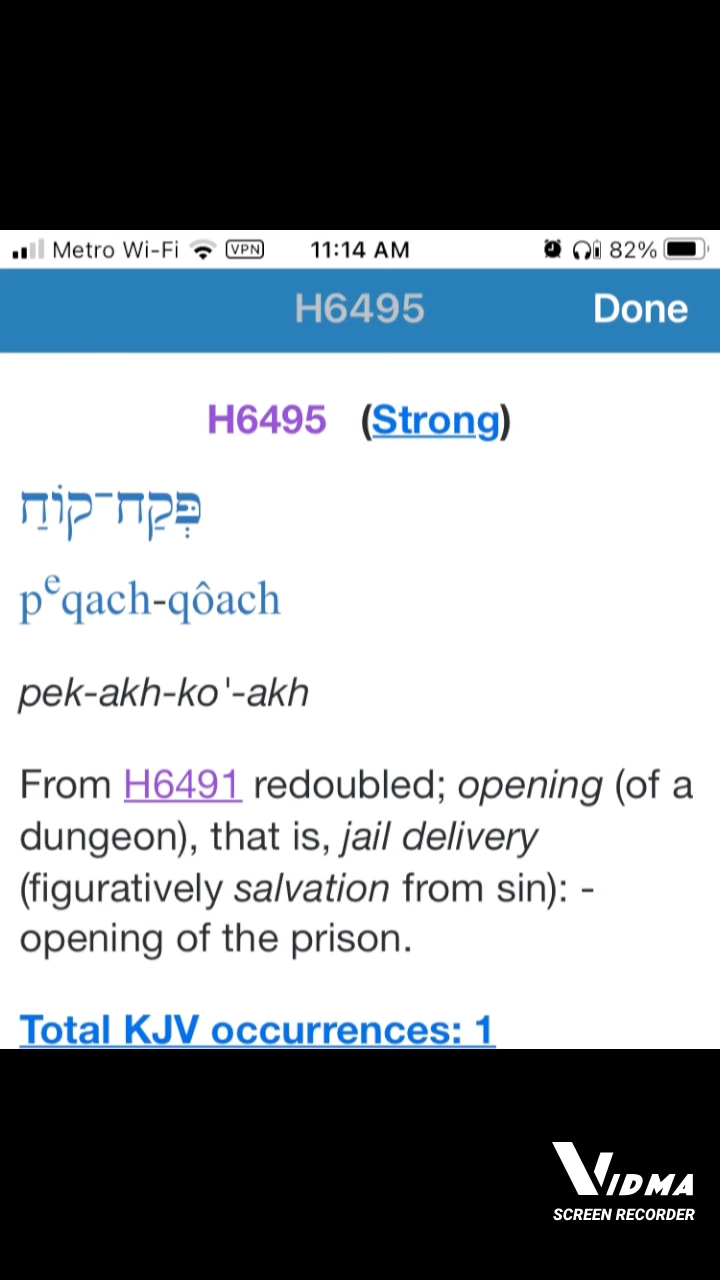 Metro Wi-Fi VPN 11:14 AM 82%
H6495 Done
H6495 (Strong)
פְּקַח־קוֹחַ
pᵉqach-qôach
pek-akh-ko'-akh
From H6491 redoubled; opening (of a
dungeon), that is, jail delivery
(figuratively salvation from sin): -
opening of the prison.
Total KJV occurrences: 1
VIDMA
SCREEN RECORDER